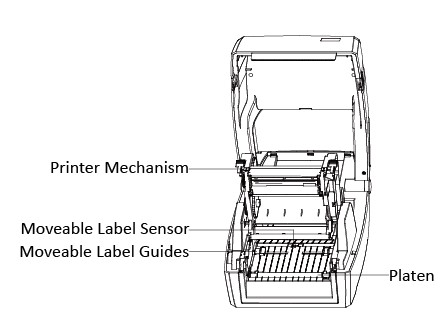 Printer Mechanism
Moveable Label Sensor
Moveable Label Guides
Platen